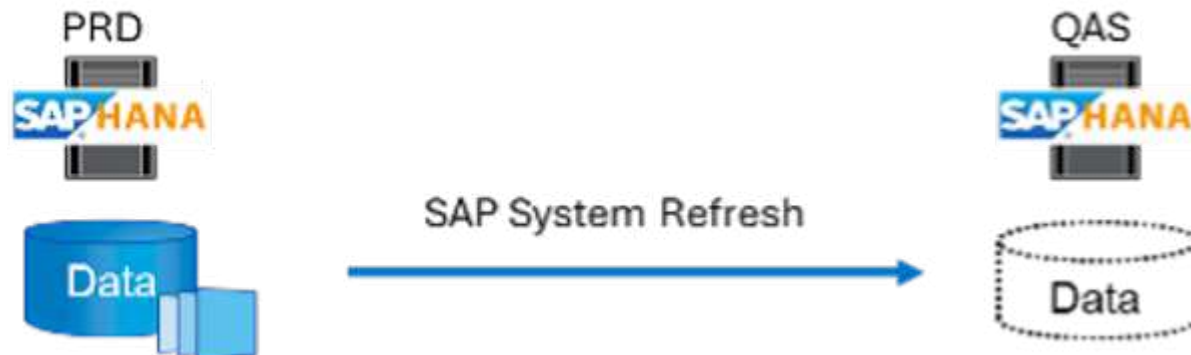 PRD
QAS
SAP HANA
SAP HANA
SAP System Refresh
Data
Data